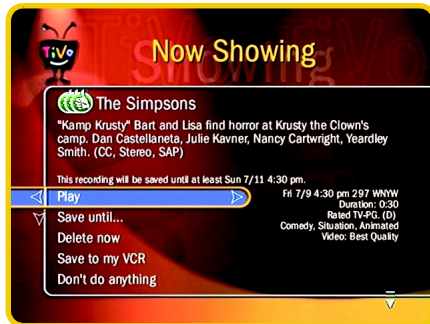 TiVo
Now Showing
The Simpsons
"Kamp Krusty" Bart and Lisa find horror at Krusty the Clown's
camp. Dan Castellaneta, Julie Kavner, Nancy Cartwright, Yeardley
Smith. (CC, Stereo, SAP)
This recording will be saved until at least Sun 7/11 4:30 pm.
Play
Save until...
Delete now
Save to my VCR
Don't do anything
Fri 7/9 4:30 pm 297 WNYW
Duration: 0:30
Rated TV-PG. (D)
Comedy, Situation, Animated
Video: Best Quality